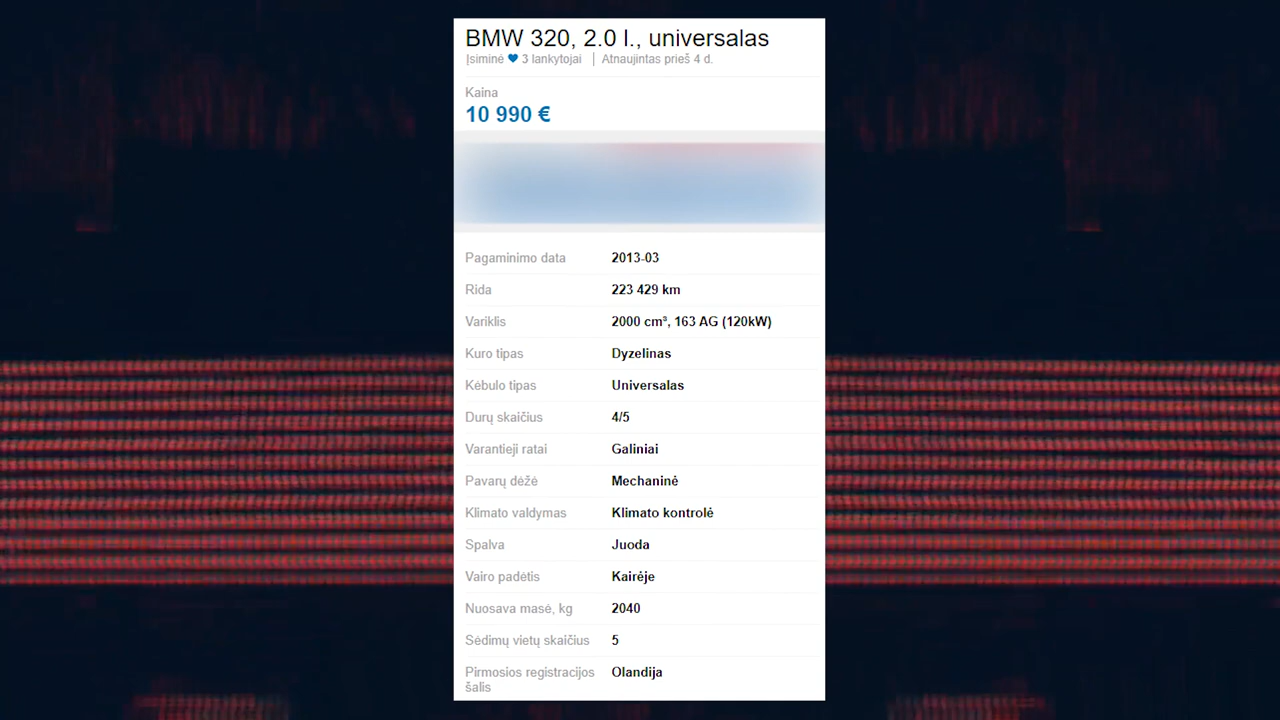 BMW 320, 2.0 l., universalas
Įsiminė 3 lankytojai | Atnaujintas prieš 4 d.
Kaina
10 990 €
Pagaminimo data 2013-03
Rida 223 429 km
Variklis 2000 cm³, 163 AG (120kW)
Kuro tipas Dyzelinas
Kėbulo tipas Universalas
Durų skaičius 4/5
Varantieji ratai Galiniai
Pavarų dėžė Mechaninė
Klimato valdymas Klimato kontrolė
Spalva Juoda
Vairo padėtis Kairėje
Nuosava masė, kg 2040
Sėdimų vietų skaičius 5
Pirmosios registracijos Olandija
šalis